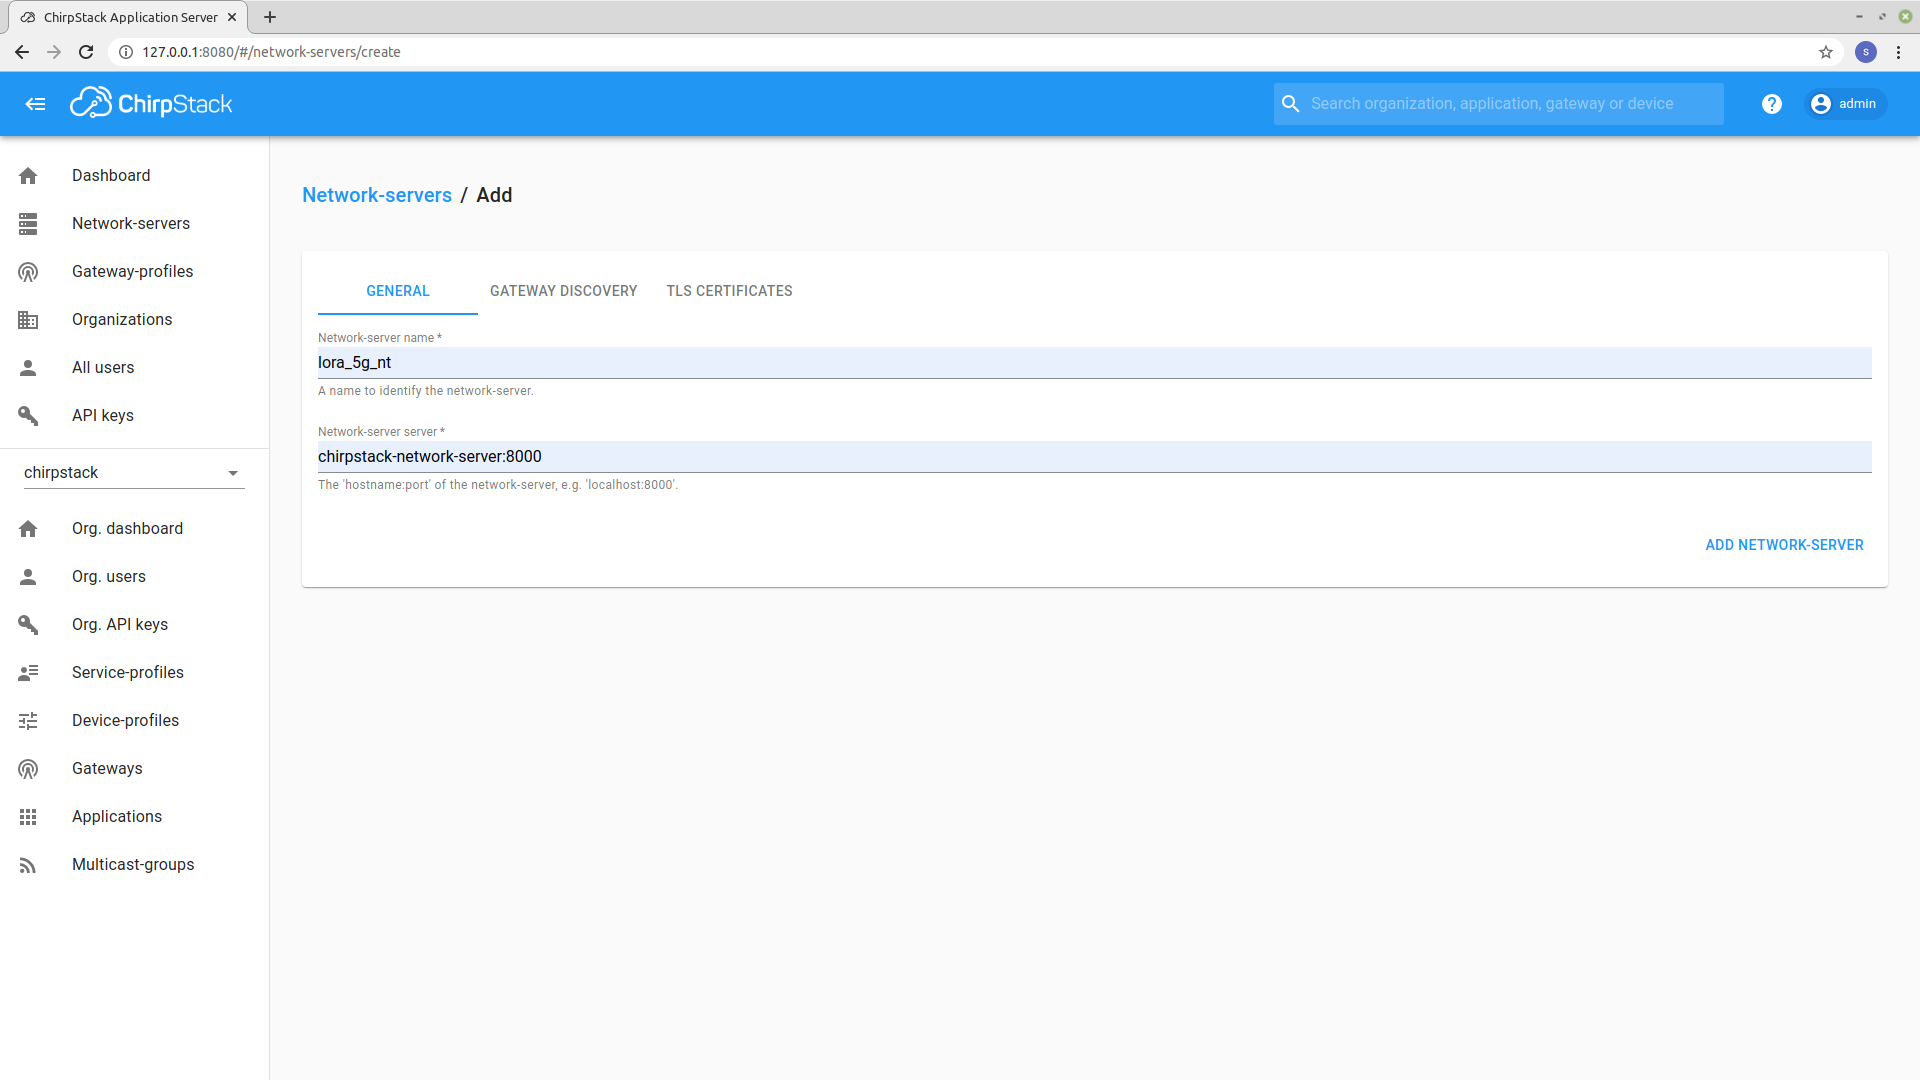 ChirpStack Application Server
127.0.0.1:8080/#/network-servers/create
S
ChirpStack
Search organization, application, gateway or device
admin
Dashboard
Network-servers
Gateway-profiles
Organizations
All users
API keys
chirpstack
Org. dashboard
Org. users
Org. API keys
Service-profiles
Device-profiles
Gateways
Applications
Multicast-groups
Network-servers / Add
GENERAL GATEWAY DISCOVERY TLS CERTIFICATES
Network-server name *
lora_5g_nt
A name to identify the network-server.
Network-server server *
chirpstack-network-server:8000
The 'hostname:port' of the network-server, e.g. 'localhost:8000'.
ADD NETWORK-SERVER